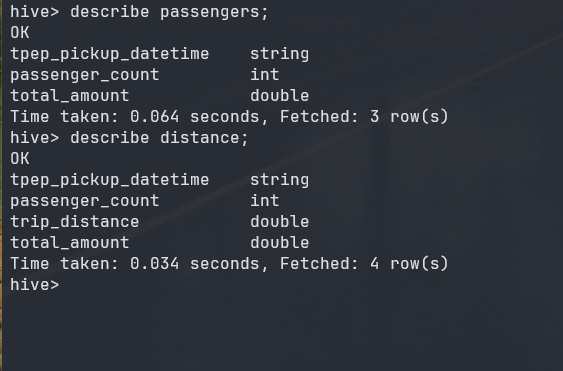 hive> describe passengers;
OK
tpep_pickup_datetime    string
passenger_count         int
total_amount            double
Time taken: 0.064 seconds, Fetched: 3 row(s)
hive> describe distance;
OK
tpep_pickup_datetime    string
passenger_count         int
trip_distance           double
total_amount            double
Time taken: 0.034 seconds, Fetched: 4 row(s)
hive>